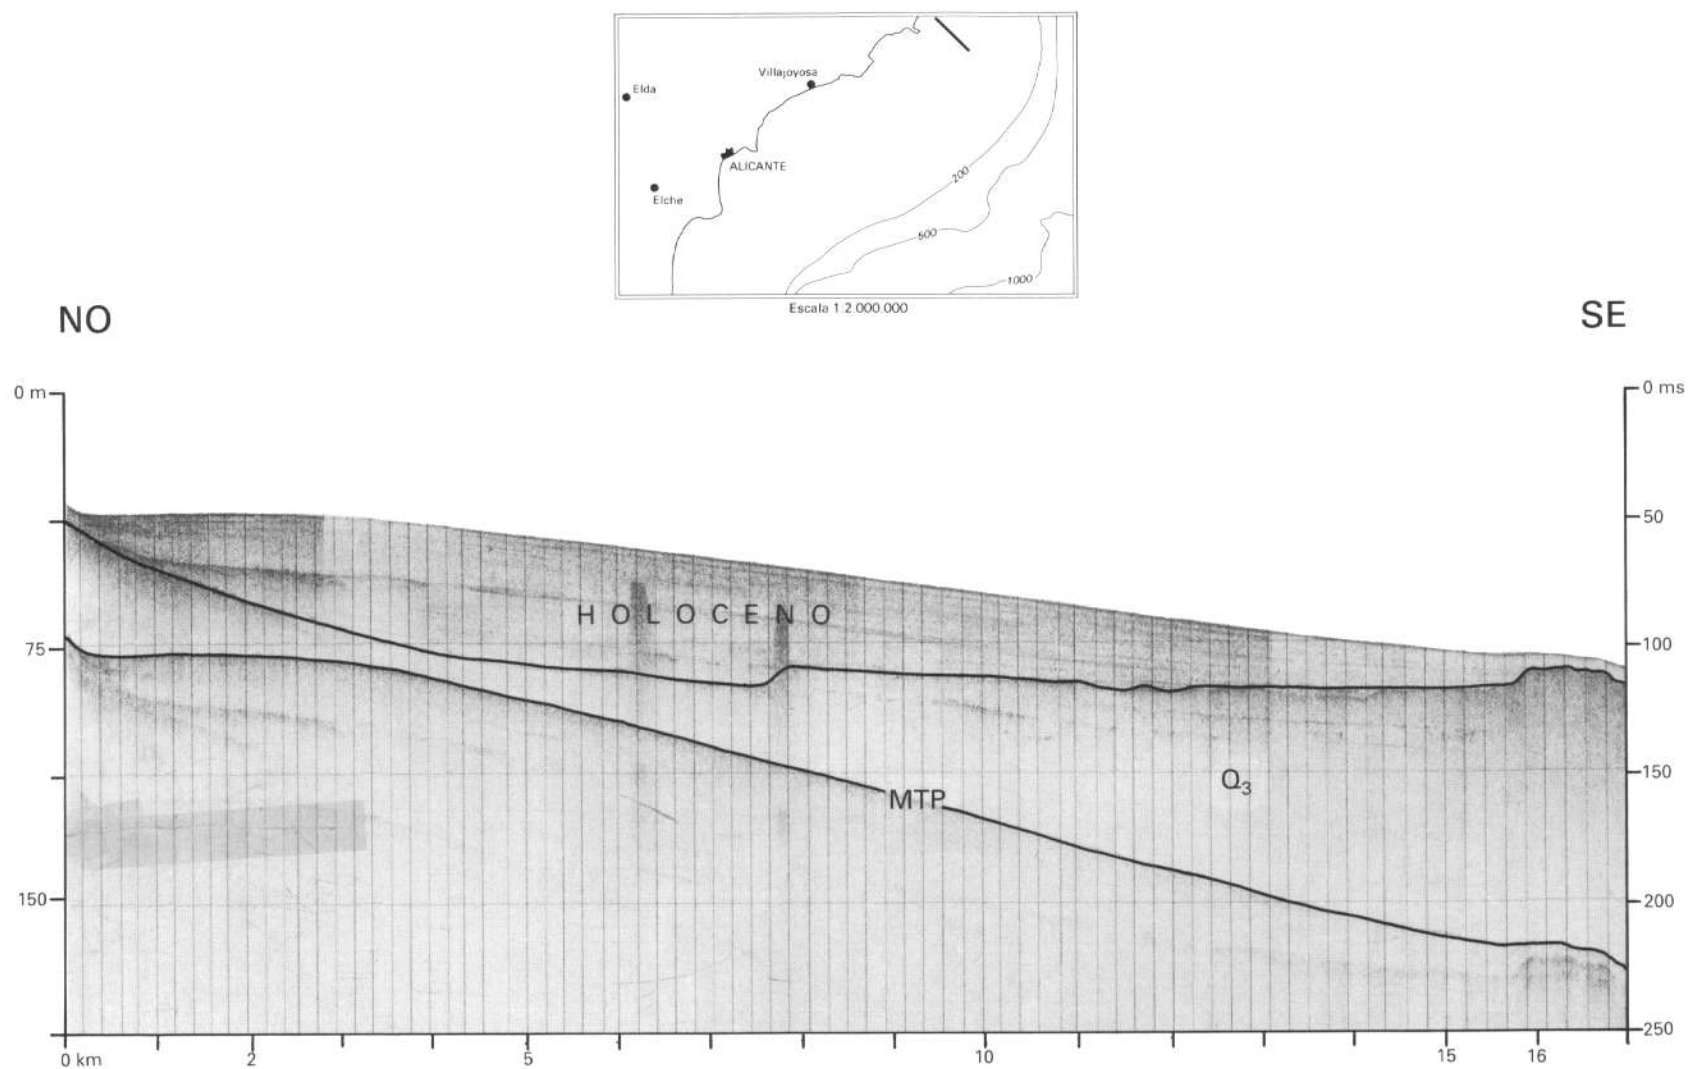 Villajoyosa
Elda
ALICANTE
Elche
200
500
1000
Escala 1:2.000.000
NO
SE
0 m
0 ms
50
HOLOCENO
75
100
Q3
150
MTP
150
200
250
0 km
2
5
10
15
16